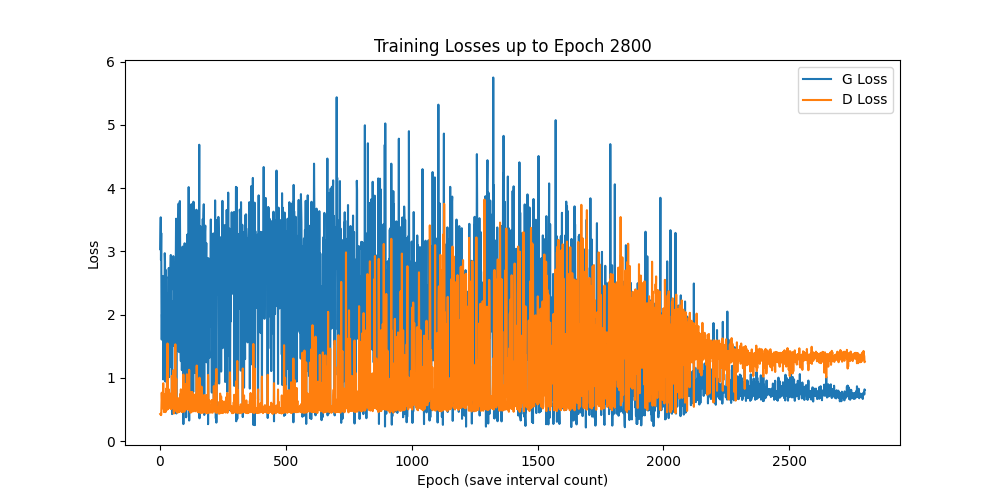 Training Losses up to Epoch 2800
G Loss
D Loss
6
5
4
3
2
1
0
Loss
0
500
1000
1500
2000
2500
Epoch (save interval count)